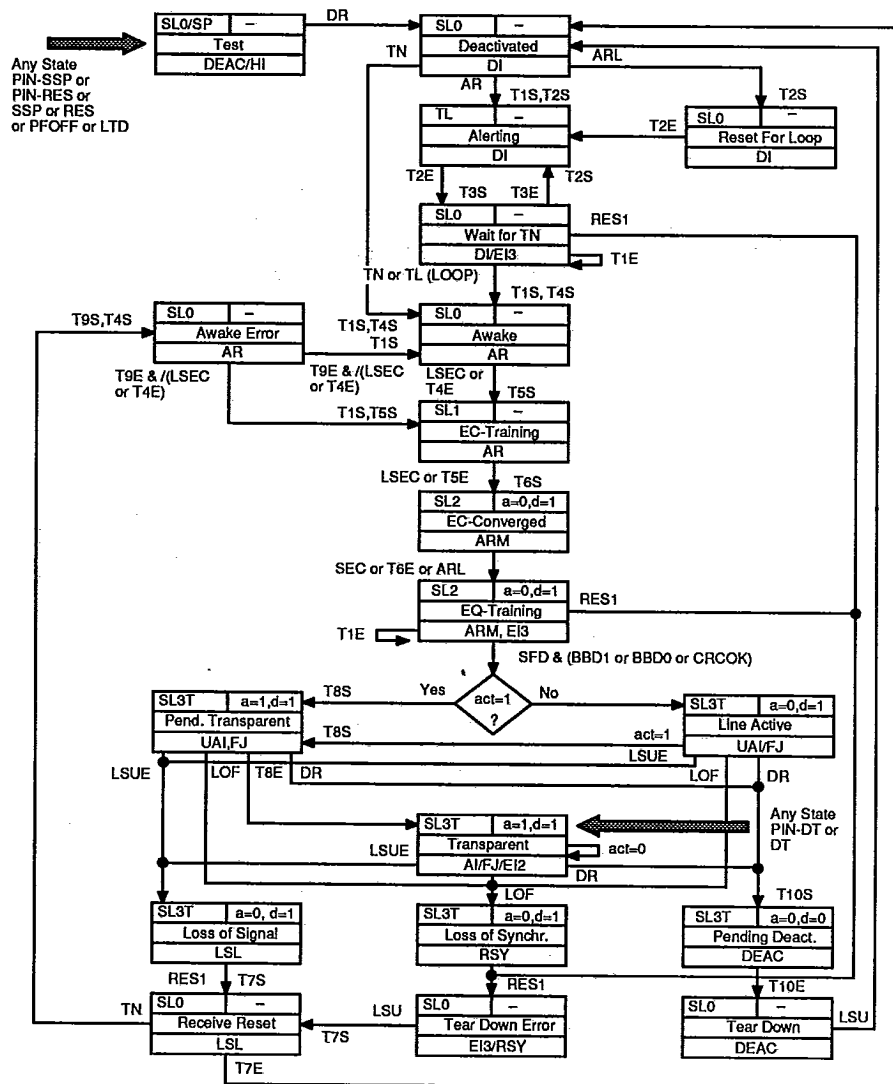 SL0/SP –
Test
DEAC/HI
DR
SL0 –
Deactivated
DI
TN
ARL
Any State
PIN-SSP or
PIN-RES or
SSP or RES
or PFOFF or LTD
AR
T1S,T2S
T2S
TL –
Alerting
DI
T2E
SL0 –
Reset For Loop
DI
T2E
T3S
T3E
T2S
SL0 –
Wait for TN
DI/EI3
RES1
T1E
TN or TL (LOOP)
T1S, T4S
T9S,T4S
SL0 –
Awake Error
AR
T1S,T4S
T1S
SL0 –
Awake
AR
T9E & /(LSEC
or T4E)
T9E & /(LSEC
or T4E)
LSEC or
T4E
T5S
T1S,T5S
SL1 –
EC-Training
AR
LSEC or T5E
T6S
SL2 a=0,d=1
EC-Converged
ARM
SEC or T6E or ARL
SL2 a=0,d=1
EQ-Training
ARM, EI3
RES1
T1E
SFD & (BBD1 or BBD0 or CRCOK)
T8S
Yes
act=1
?
No
SL3T a=1,d=1
Pend. Transparent
UAI,FJ
T8S
act=1
SL3T a=0,d=1
Line Active
UAI/FJ
LSUE
LOF
T8E
DR
LSUE
LOF
DR
SL3T a=1,d=1
Transparent
AI/FJ/EI2
Any State
PIN-DT or
DT
LSUE
act=0
DR
LOF
T10S
SL3T a=0, d=1
Loss of Signal
LSL
SL3T a=0,d=1
Loss of Synchr.
RSY
SL3T a=0,d=0
Pending Deact.
DEAC
RES1
T7S
RES1
T10E
TN
SL0 –
Receive Reset
LSL
LSU
T7S
SL0 –
Tear Down Error
EI3/RSY
SL0 –
Tear Down
DEAC
LSU
T7E